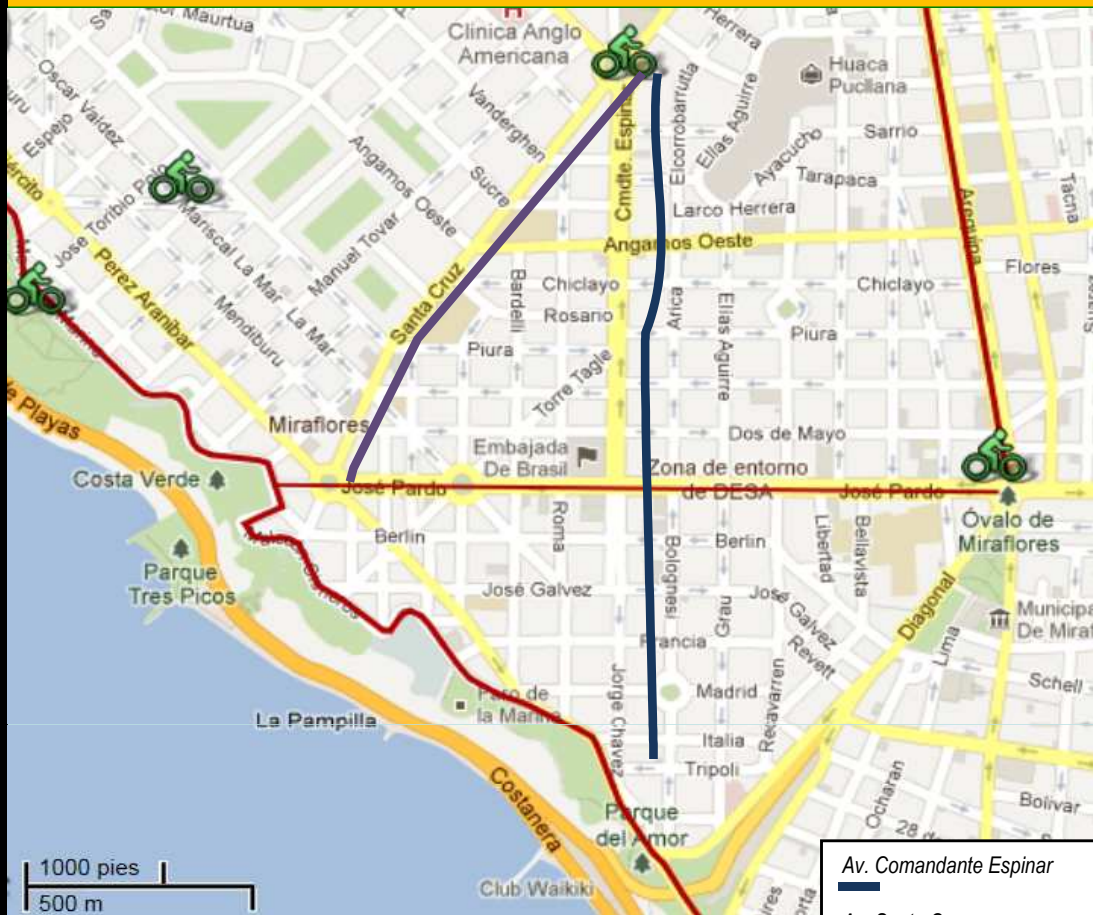 Maurtua
Clinica Anglo
Americana
Herrera
Huaca
Pucllana
Oscar Valdez
Espejo
Vanderghen
Elcorrobarrutia
Elias Aguirre
Sarrio
Ayacucho
Tarapaca
Angamos Oeste
Sucre
Cmdte. Espinar
Arequipa
Tacna
Jose Toribio
Mariscal La Mar
Manuel Tovar
Larco Herrera
Angamos Oeste
Perez Aranibar
Bardelli
Chiclayo
Chiclayo
Flores
Santa Cruz
Rosario
Arica
Elias Aguirre
Piura
Mendiburu
La Mar
Piura
Torre Tagle
de Playas
Miraflores
Embajada
De Brasil
Dos de Mayo
Zona de entorno
de DESA
Costa Verde
José Pardo
José Pardo
Óvalo de
Miraflores
Roma
Berlin
Berlin
Libertad
Bellavista
Parque
Tres Picos
Bolognesi
José Galvez
José Galvez
Grau
Revett
Diagonal
Lima
Francia
Schell
Madrid
Recavarren
Jorge Chavez
Faro de
la Marina
La Pampilla
Italia
Tripoli
Costanera
Ocharan
Bolivar
28 de
Parque
del Amor
Club Waikiki
1000 pies
500 m
Av. Comandante Espinar